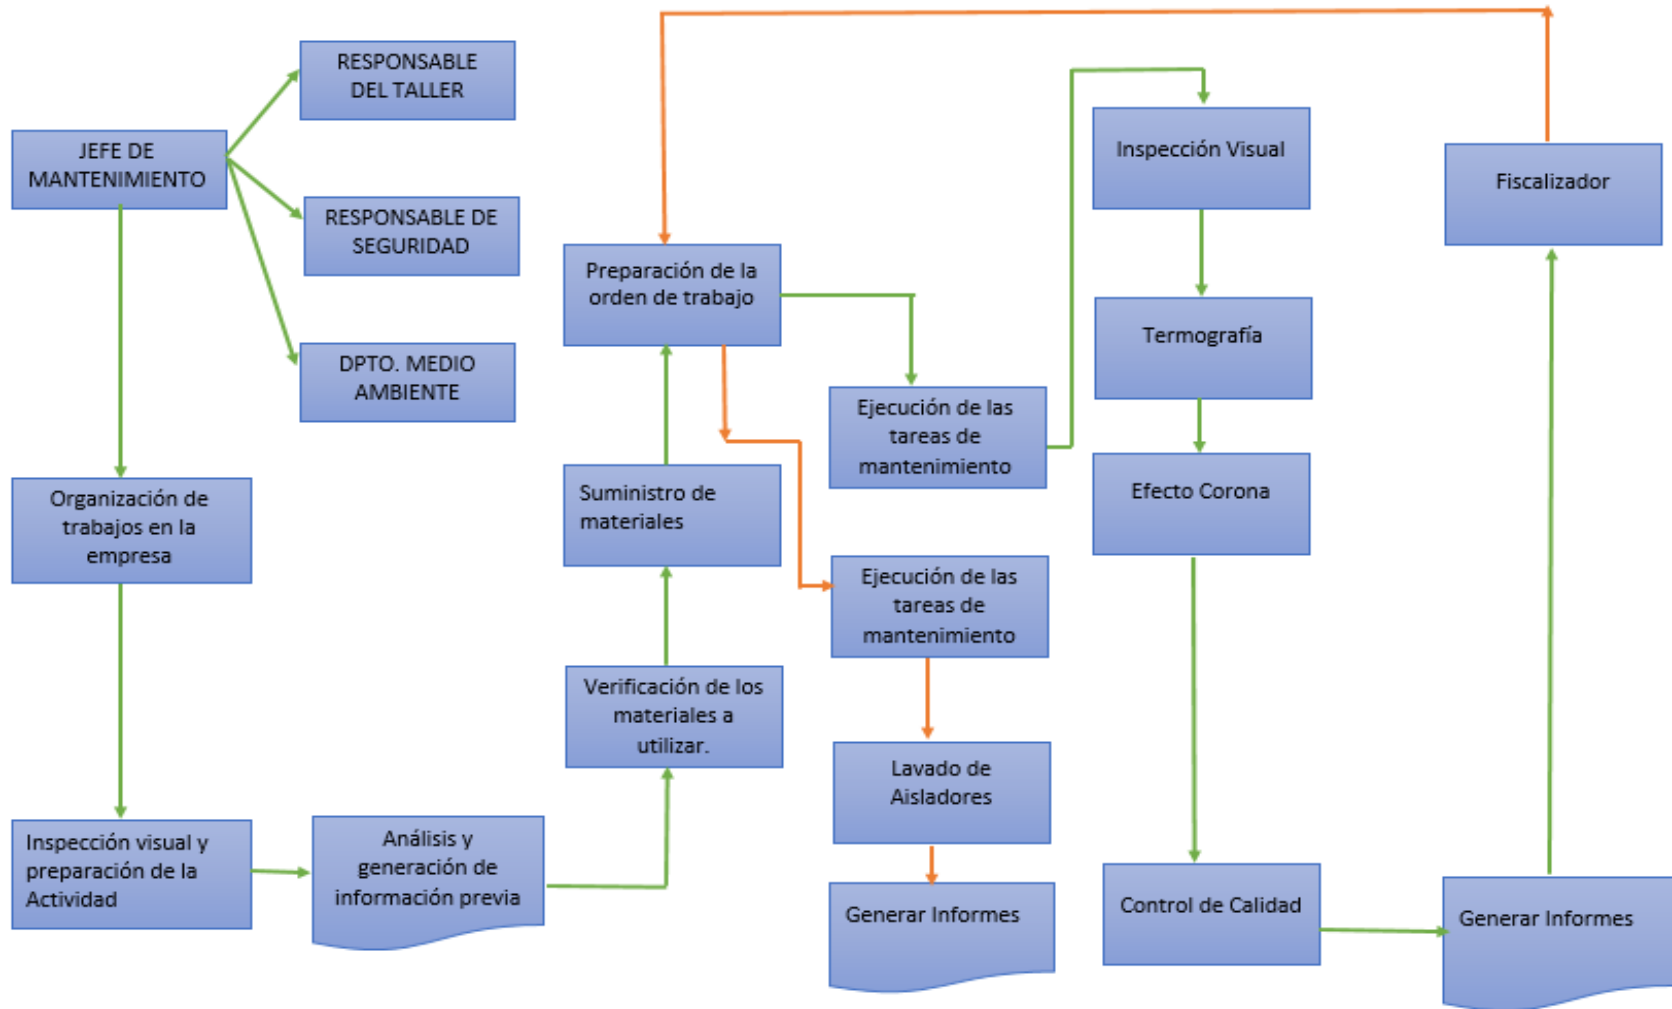 RESPONSABLE
DEL TALLER
JEFE DE
MANTENIMIENTO
RESPONSABLE DE
SEGURIDAD
DPTO. MEDIO
AMBIENTE
Organización de
trabajos en la
empresa
Inspección visual y
preparación de la
Actividad
Análisis y
generación de
información previa
Verificación de los
materiales a
utilizar.
Suministro de
materiales
Preparación de la
orden de trabajo
Ejecución de las
tareas de
mantenimiento
Inspección Visual
Termografía
Efecto Corona
Control de Calidad
Generar Informes
Fiscalizador
Ejecución de las
tareas de
mantenimiento
Lavado de
Aisladores
Generar Informes